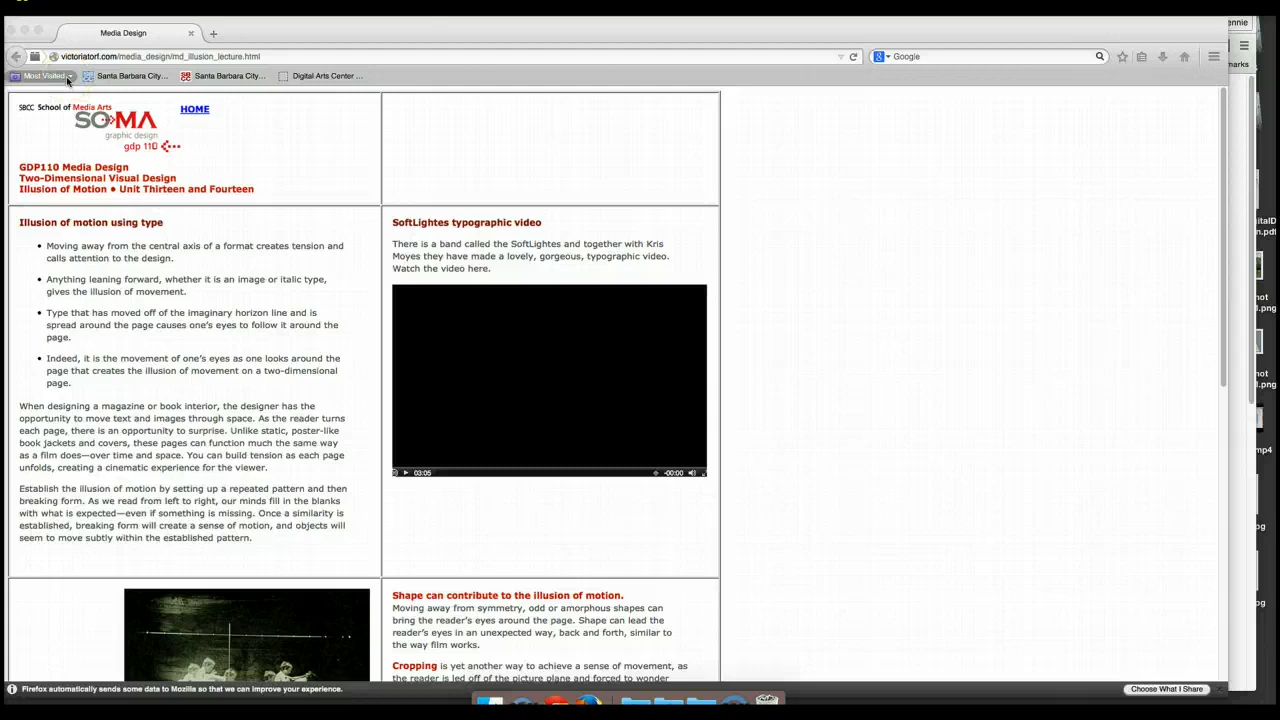 Media Design
victoriatorf.com/media_design/md_illusion_lecture.html
Google
Most Visited
Santa Barbara City...
Santa Barbara City...
Digital Arts Center ...
SBCC School of Media Arts
SOMA
graphic design
gdp 110
HOME
GDP110 Media Design
Two-Dimensional Visual Design
Illusion of Motion ● Unit Thirteen and Fourteen
Illusion of motion using type
• Moving away from the central axis of a format creates tension and
calls attention to the design.
• Anything leaning forward, whether it is an image or italic type,
gives the illusion of movement.
• Type that has moved off of the imaginary horizon line and is
spread around the page causes one's eyes to follow it around the
page.
• Indeed, it is the movement of one's eyes as one looks around the
page that creates the illusion of movement on a two-dimensional
page.
When designing a magazine or book interior, the designer has the
opportunity to move text and images through space. As the reader turns
each page, there is an opportunity to surprise. Unlike static, poster-like
book jackets and covers, these pages can function much the same way
as a film does—over time and space. You can build tension as each page
unfolds, creating a cinematic experience for the viewer.
Establish the illusion of motion by setting up a repeated pattern and then
breaking form. As we read from left to right, our minds fill in the blanks
with what is expected—even if something is missing. Once a similarity is
established, breaking form will create a sense of motion, and objects will
seem to move subtly within the established pattern.
SoftLightes typographic video
There is a band called the SoftLightes and together with Kris
Moyes they have made a lovely, gorgeous, typographic video.
Watch the video here.
03:05
-00:00
Shape can contribute to the illusion of motion.
Moving away from symmetry, odd or amorphous shapes can
bring the reader's eyes around the page. Shape can lead the
reader's eyes in an unexpected way, back and forth, similar to
the way film works.
Cropping is yet another way to achieve a sense of movement, as
the reader is led off of the picture plane and forced to wonder
Firefox automatically sends some data to Mozilla so that we can improve your experience.
Choose What I Share
ennie
marks
italD
n.pdf
hot
l.png
not
l.png
mp4
pg
pg